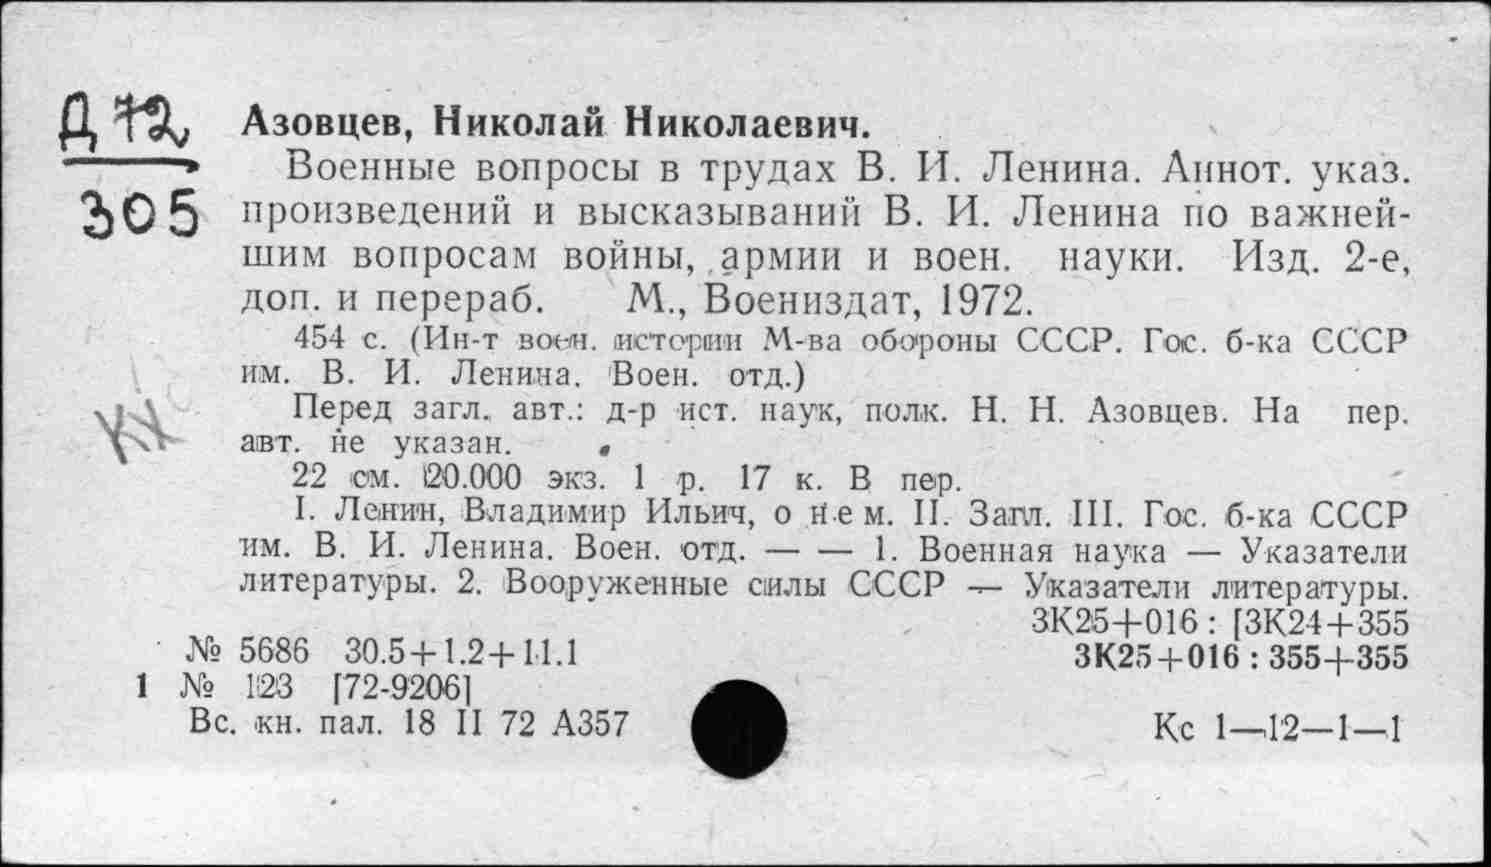 Д 72
305
Азовцев, Николай Николаевич.
Военные вопросы в трудах В. И. Ленина. Аннот. указ.
произведений и высказываний В. И. Ленина по важней-
шим вопросам войны, армии и воен. науки. Изд. 2-е,
доп. и перераб. М., Воениздат, 1972.
454 с. (Ин-т воен. истории М-ва обороны СССР. Гос. б-ка СССР
им. В. И. Ленина. Воен. отд.)
Перед загл. авт.: д-р ист. наук, полк. Н. Н. Азовцев. На пер.
авт. не указан.
22 см. 20.000 экз. 1 р. 17 к. В пер.
I. Ленин, Владимир Ильич, о нем. II. Загл. III. Гос. б-ка СССР
им. В. И. Ленина. Воен. отд. — — 1. Военная наука — Указатели
литературы. 2. Вооруженные силы СССР — Указатели литературы.
3К25+016 : [3К24+355
№ 5686 30.5+1.2+11.1 3К25+016 : 355+355
1 № 123 [72-9206]
Вс. кн. пал. 18 II 72 А357 Кс 1—12—1—1